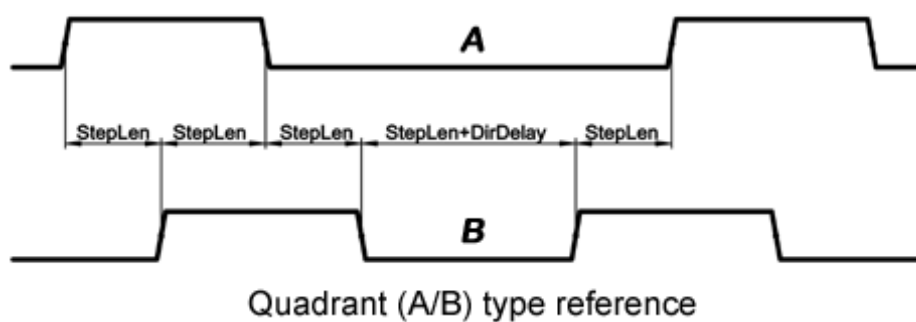 A
StepLen StepLen StepLen StepLen+DirDelay StepLen
B
Quadrant (A/B) type reference